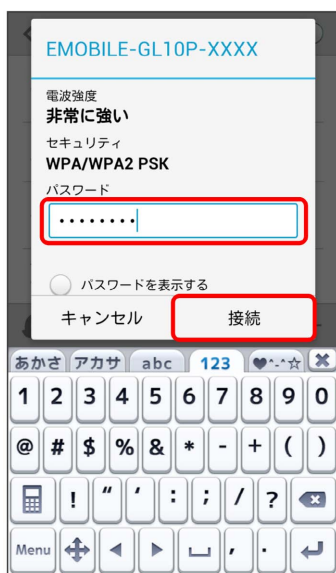 EMOBILE-GL10P-XXXX
電波強度
非常に強い
セキュリティ
WPA/WPA2 PSK
パスワード
••••••••
パスワードを表示する
キャンセル 接続
あかさ アカサ abc 123 ♥^-^☆ ×
1 2 3 4 5 6 7 8 9 0
@ # $ % & * - + ( )
! " ' : ; / ? ×
Menu , .